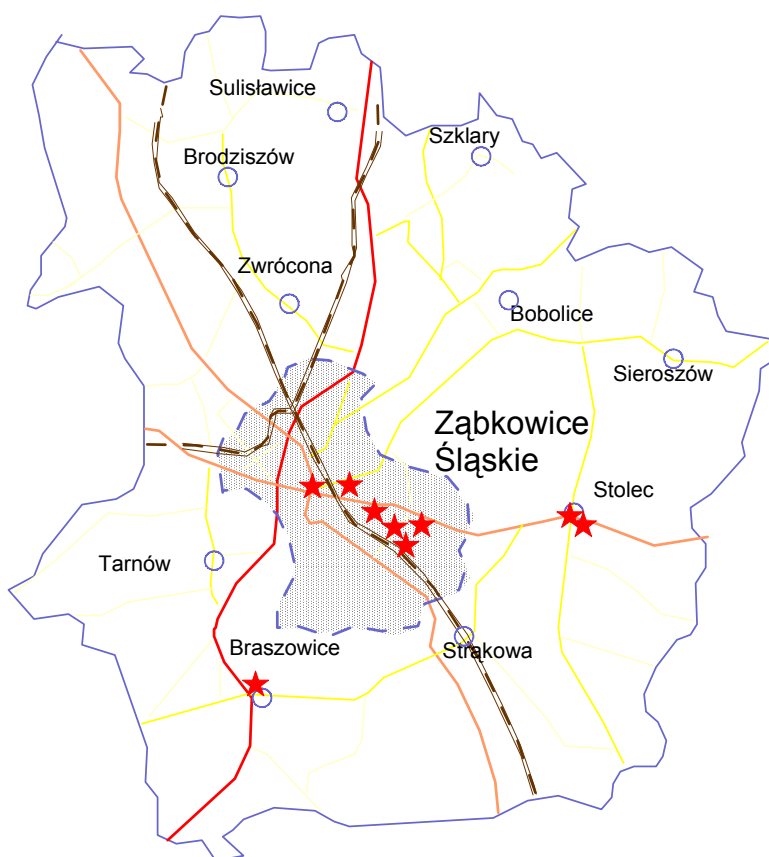 Sulisławice
Szklary
Brodziszów
Zwrócona
Bobolice
Sieroszów
Ząbkowice
Śląskie
Stolec
Tarnów
Braszowice
Strąkowa